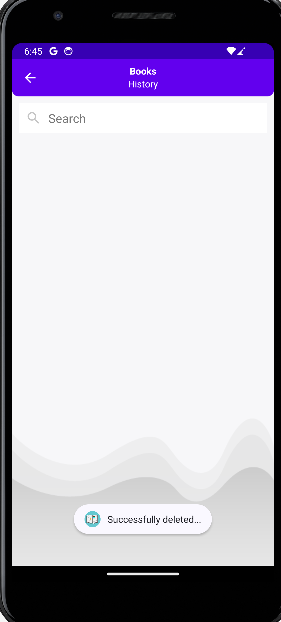 6:45 G
Books
History
Search
Successfully deleted...